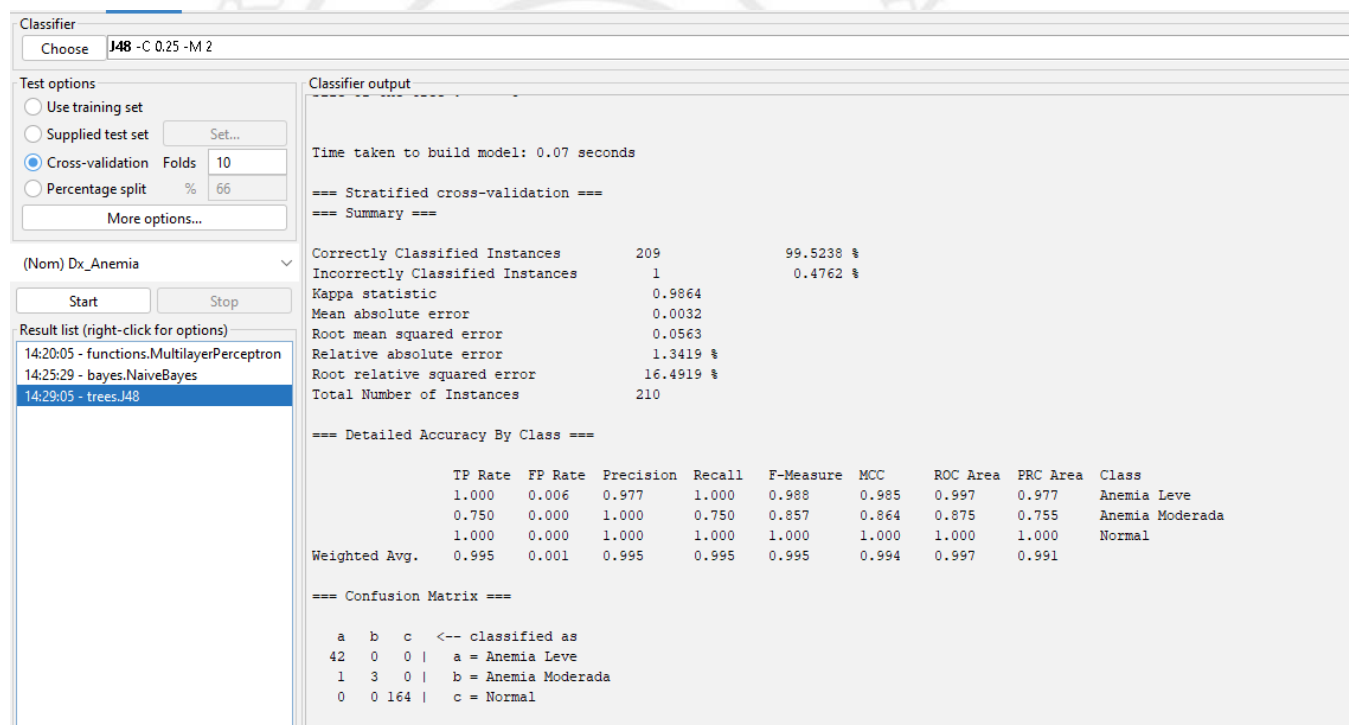 Classifier
Choose J48 -C 0.25 -M 2
Test options
Use training set
Supplied test set Set...
Cross-validation Folds 10
Percentage split % 66
More options...
(Nom) Dx_Anemia
Start Stop
Result list (right-click for options)
14:20:05 - functions.MultilayerPerceptron
14:25:29 - bayes.NaiveBayes
14:29:05 - trees.J48
Classifier output
Time taken to build model: 0.07 seconds
=== Stratified cross-validation ===
=== Summary ===
Correctly Classified Instances 209 99.5238 %
Incorrectly Classified Instances 1 0.4762 %
Kappa statistic 0.9864
Mean absolute error 0.0032
Root mean squared error 0.0563
Relative absolute error 1.3419 %
Root relative squared error 16.4919 %
Total Number of Instances 210
=== Detailed Accuracy By Class ===
TP Rate FP Rate Precision Recall F-Measure MCC ROC Area PRC Area Class
1.000 0.006 0.977 1.000 0.988 0.985 0.997 0.977 Anemia Leve
0.750 0.000 1.000 0.750 0.857 0.864 0.875 0.755 Anemia Moderada
1.000 0.000 1.000 1.000 1.000 1.000 1.000 1.000 Normal
Weighted Avg. 0.995 0.001 0.995 0.995 0.995 0.994 0.997 0.991
=== Confusion Matrix ===
a b c <-- classified as
42 0 0 | a = Anemia Leve
1 3 0 | b = Anemia Moderada
0 0 164 | c = Normal